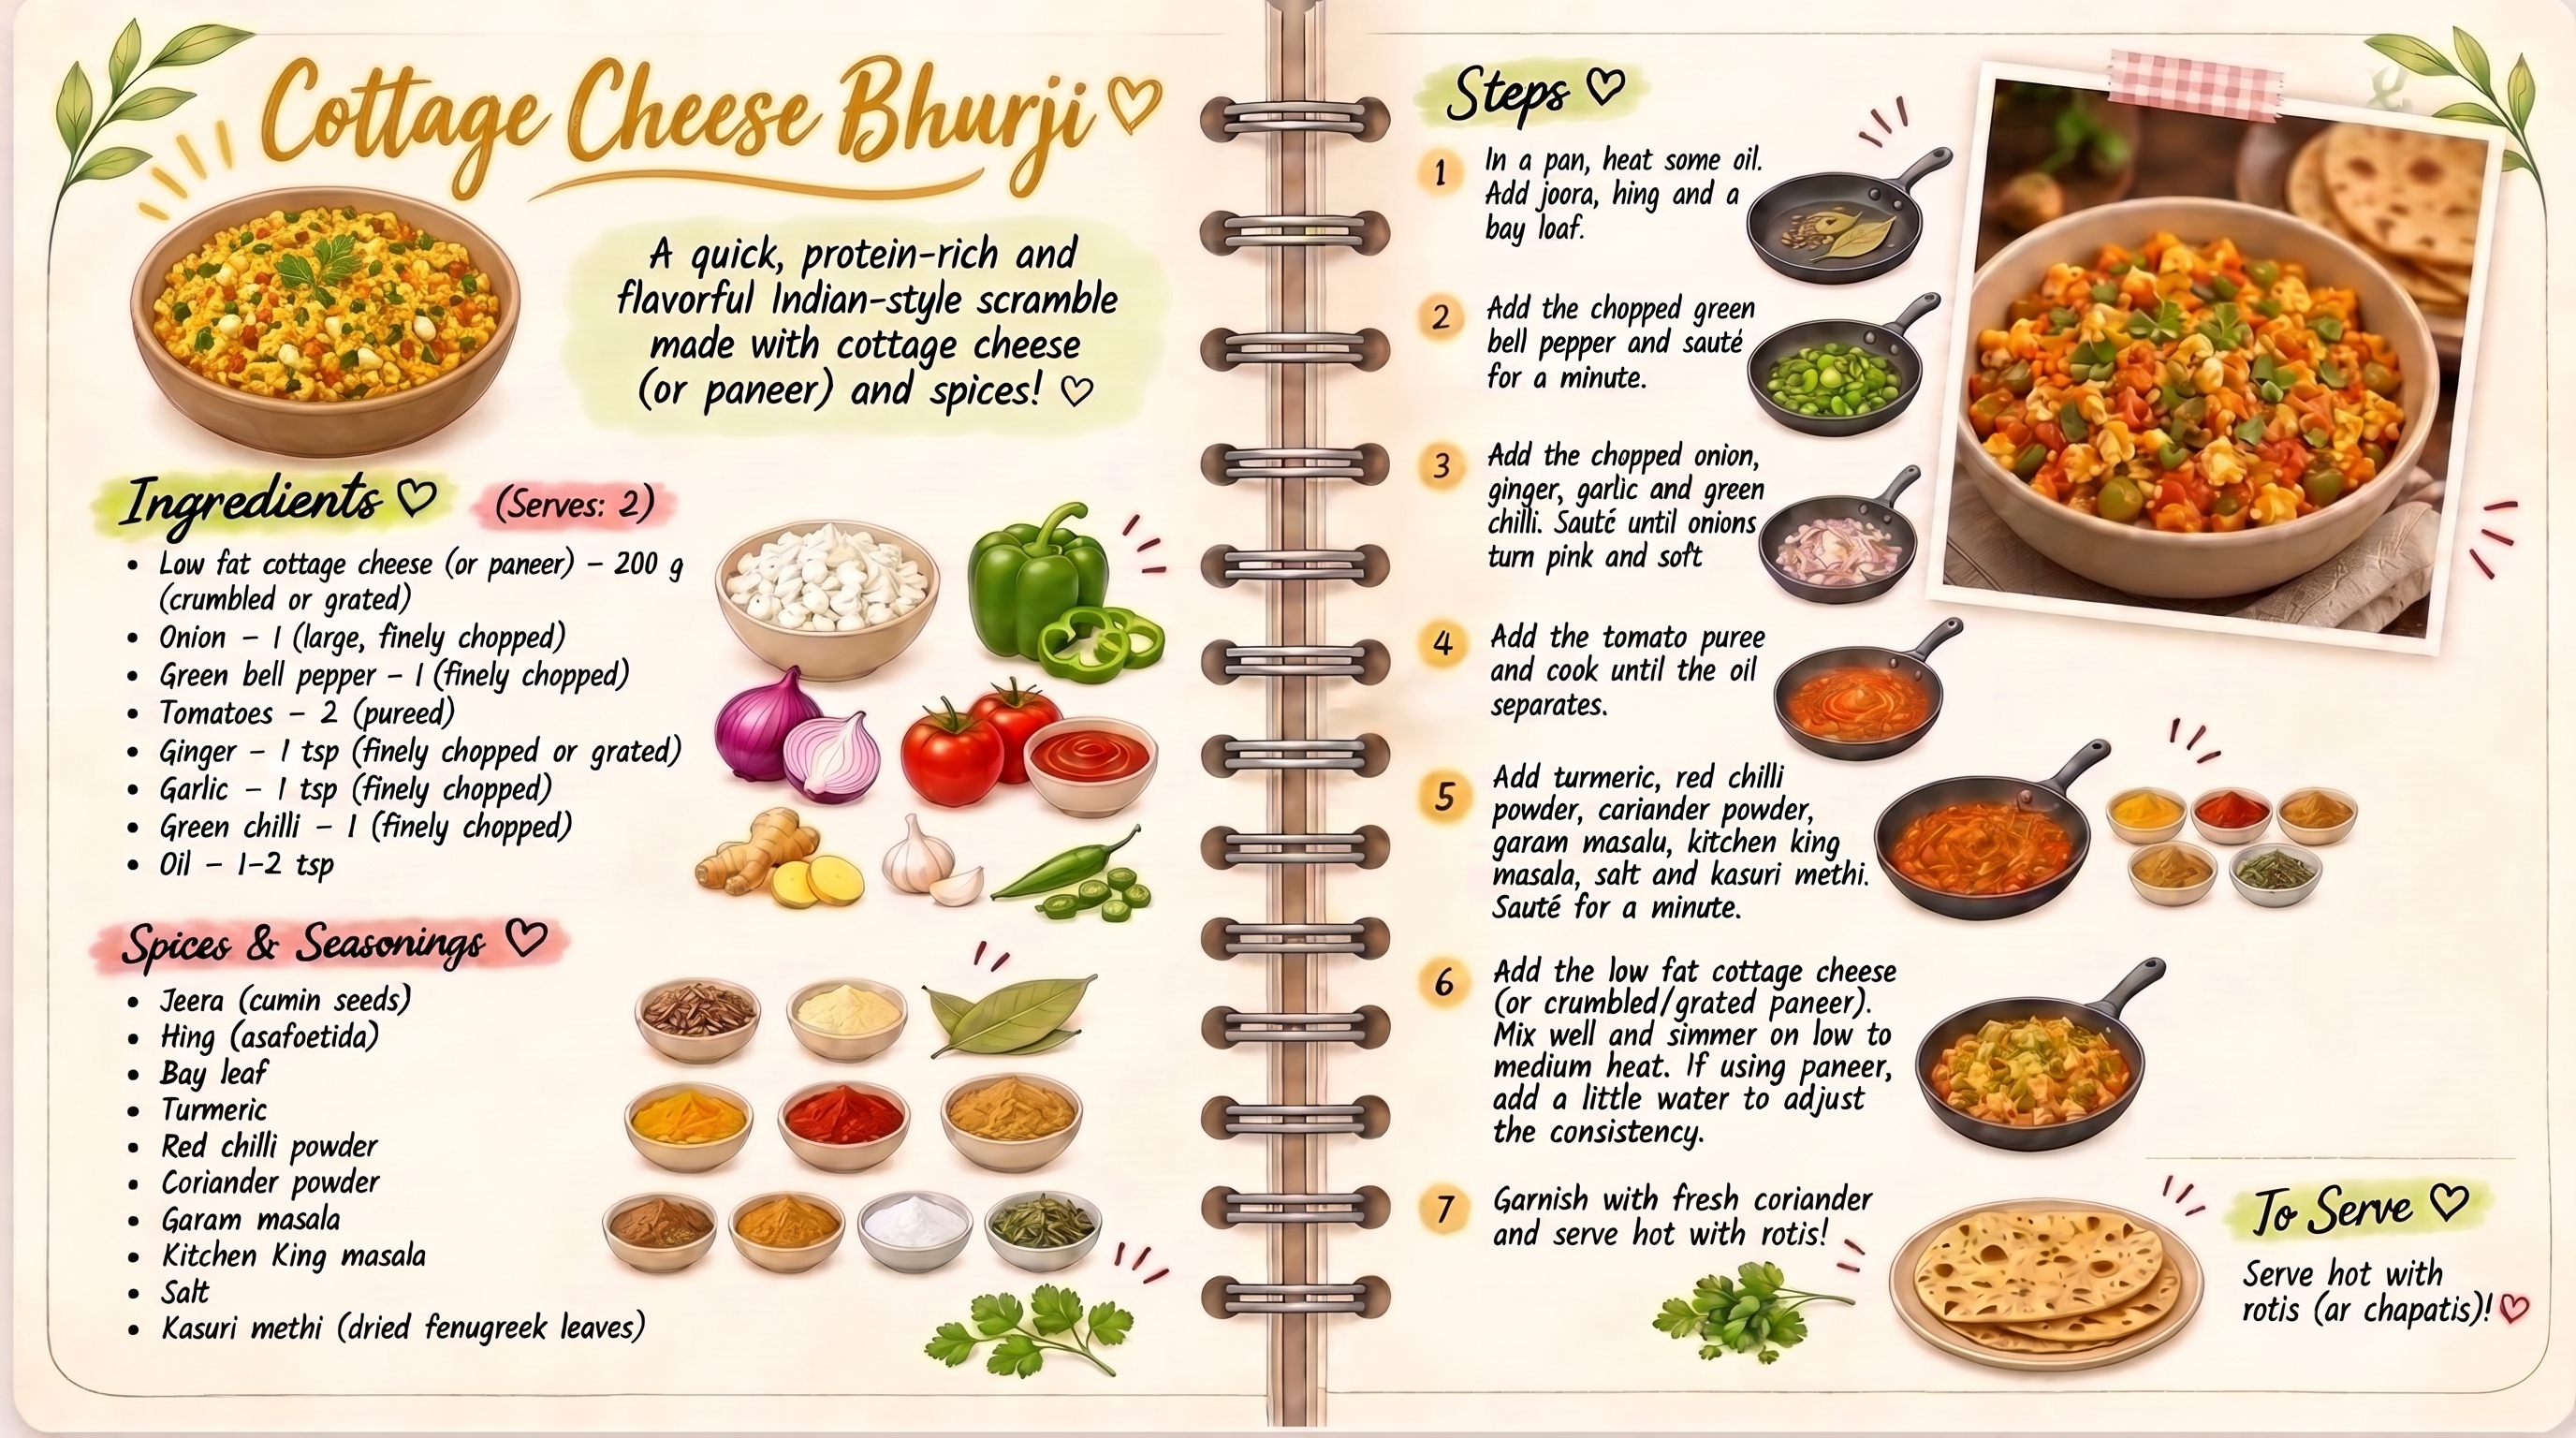 Cottage Cheese Bhurji
A quick, protein-rich and
flavorful Indian-style scramble
made with cottage cheese
(or paneer) and spices!
Ingredients
(Serves: 2)
• Low fat cottage cheese (or paneer) – 200 g
(crumbled or grated)
• Onion – 1 (large, finely chopped)
• Green bell pepper – 1 (finely chopped)
• Tomatoes – 2 (pureed)
• Ginger – 1 tsp (finely chopped or grated)
• Garlic – 1 tsp (finely chopped)
• Green chilli – 1 (finely chopped)
• Oil – 1–2 tsp
Spices & Seasonings
• Jeera (cumin seeds)
• Hing (asafoetida)
• Bay leaf
• Turmeric
• Red chilli powder
• Coriander powder
• Garam masala
• Kitchen King masala
• Salt
• Kasuri methi (dried fenugreek leaves)
Steps
1 In a pan, heat some oil.
Add joora, hing and a
bay loaf.
2 Add the chopped green
bell pepper and sauté
for a minute.
3 Add the chopped onion,
ginger, garlic and green
chilli. Sauté until onions
turn pink and soft
4 Add the tomato puree
and cook until the oil
separates.
5 Add turmeric, red chilli
powder, cariander powder,
garam masalu, kitchen king
masala, salt and kasuri methi.
Sauté for a minute.
6 Add the low fat cottage cheese
(or crumbled/grated paneer).
Mix well and simmer on low to
medium heat. If using paneer,
add a little water to adjust
the consistency.
7 Garnish with fresh coriander
and serve hot with rotis!
To Serve
Serve hot with
rotis (ar chapatis)!